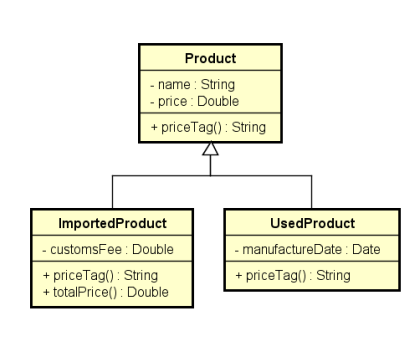 Product
- name : String
- price : Double
+ priceTag() : String
ImportedProduct
- customsFee : Double
+ priceTag() : String
+ totalPrice() : Double
UsedProduct
- manufactureDate : Date
+ priceTag() : String